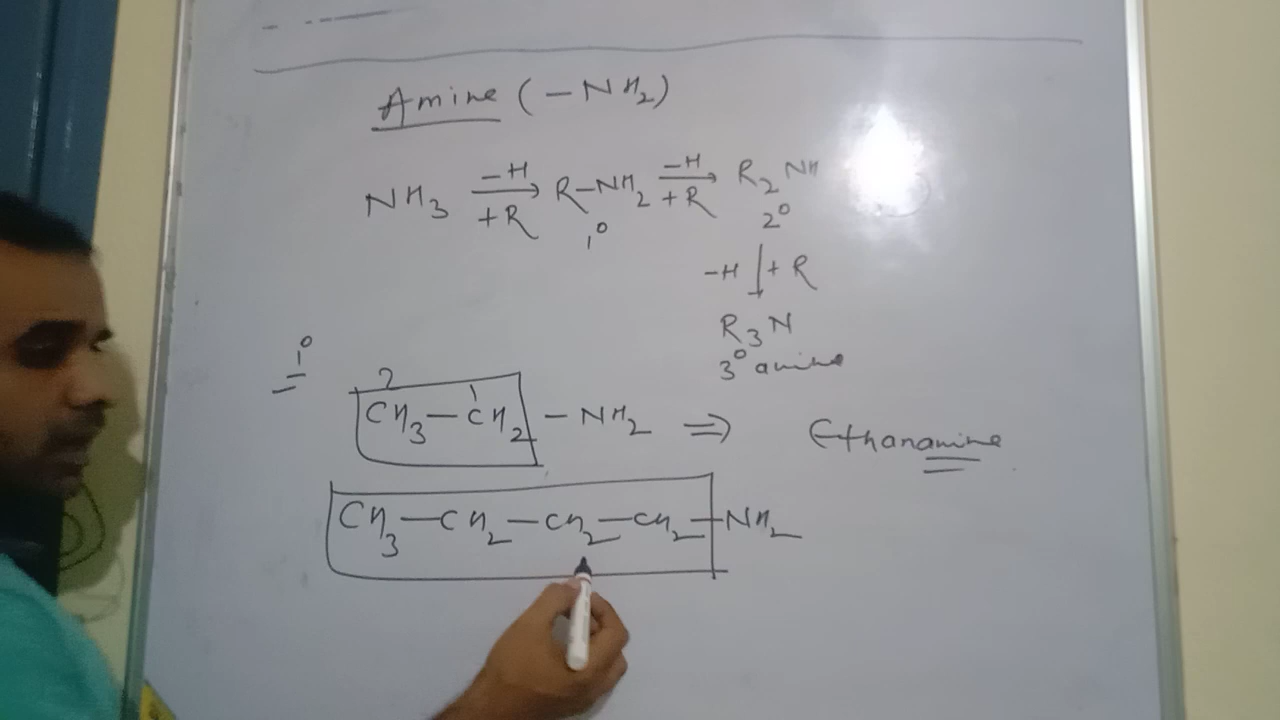 Amine (-NH2)
NH3 -H +R → R-NH2 -H +R → R2NH
1° 2°
-H ↓ +R
R3N
3° amine
1°
2 1
CH3-CH2-NH2 ⇒ Ethanamine
CH3-CH2-CH2-CH2-NH2